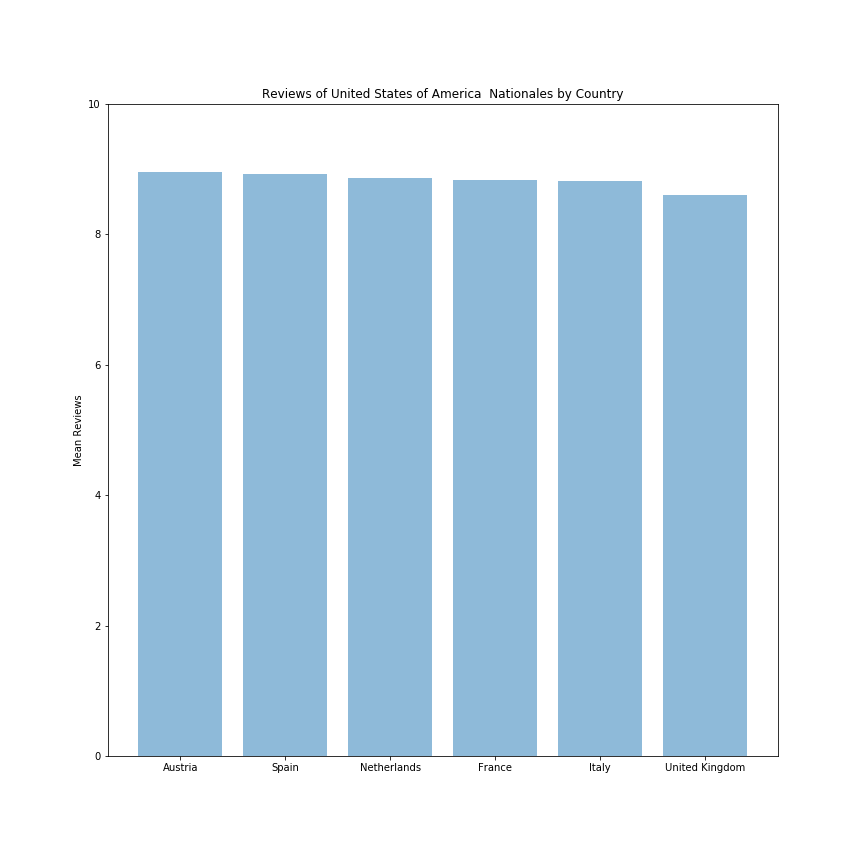 Reviews of United States of America  Nationales by Country
10
8
6
4
2
0
Mean Reviews
Austria
Spain
Netherlands
France
Italy
United Kingdom